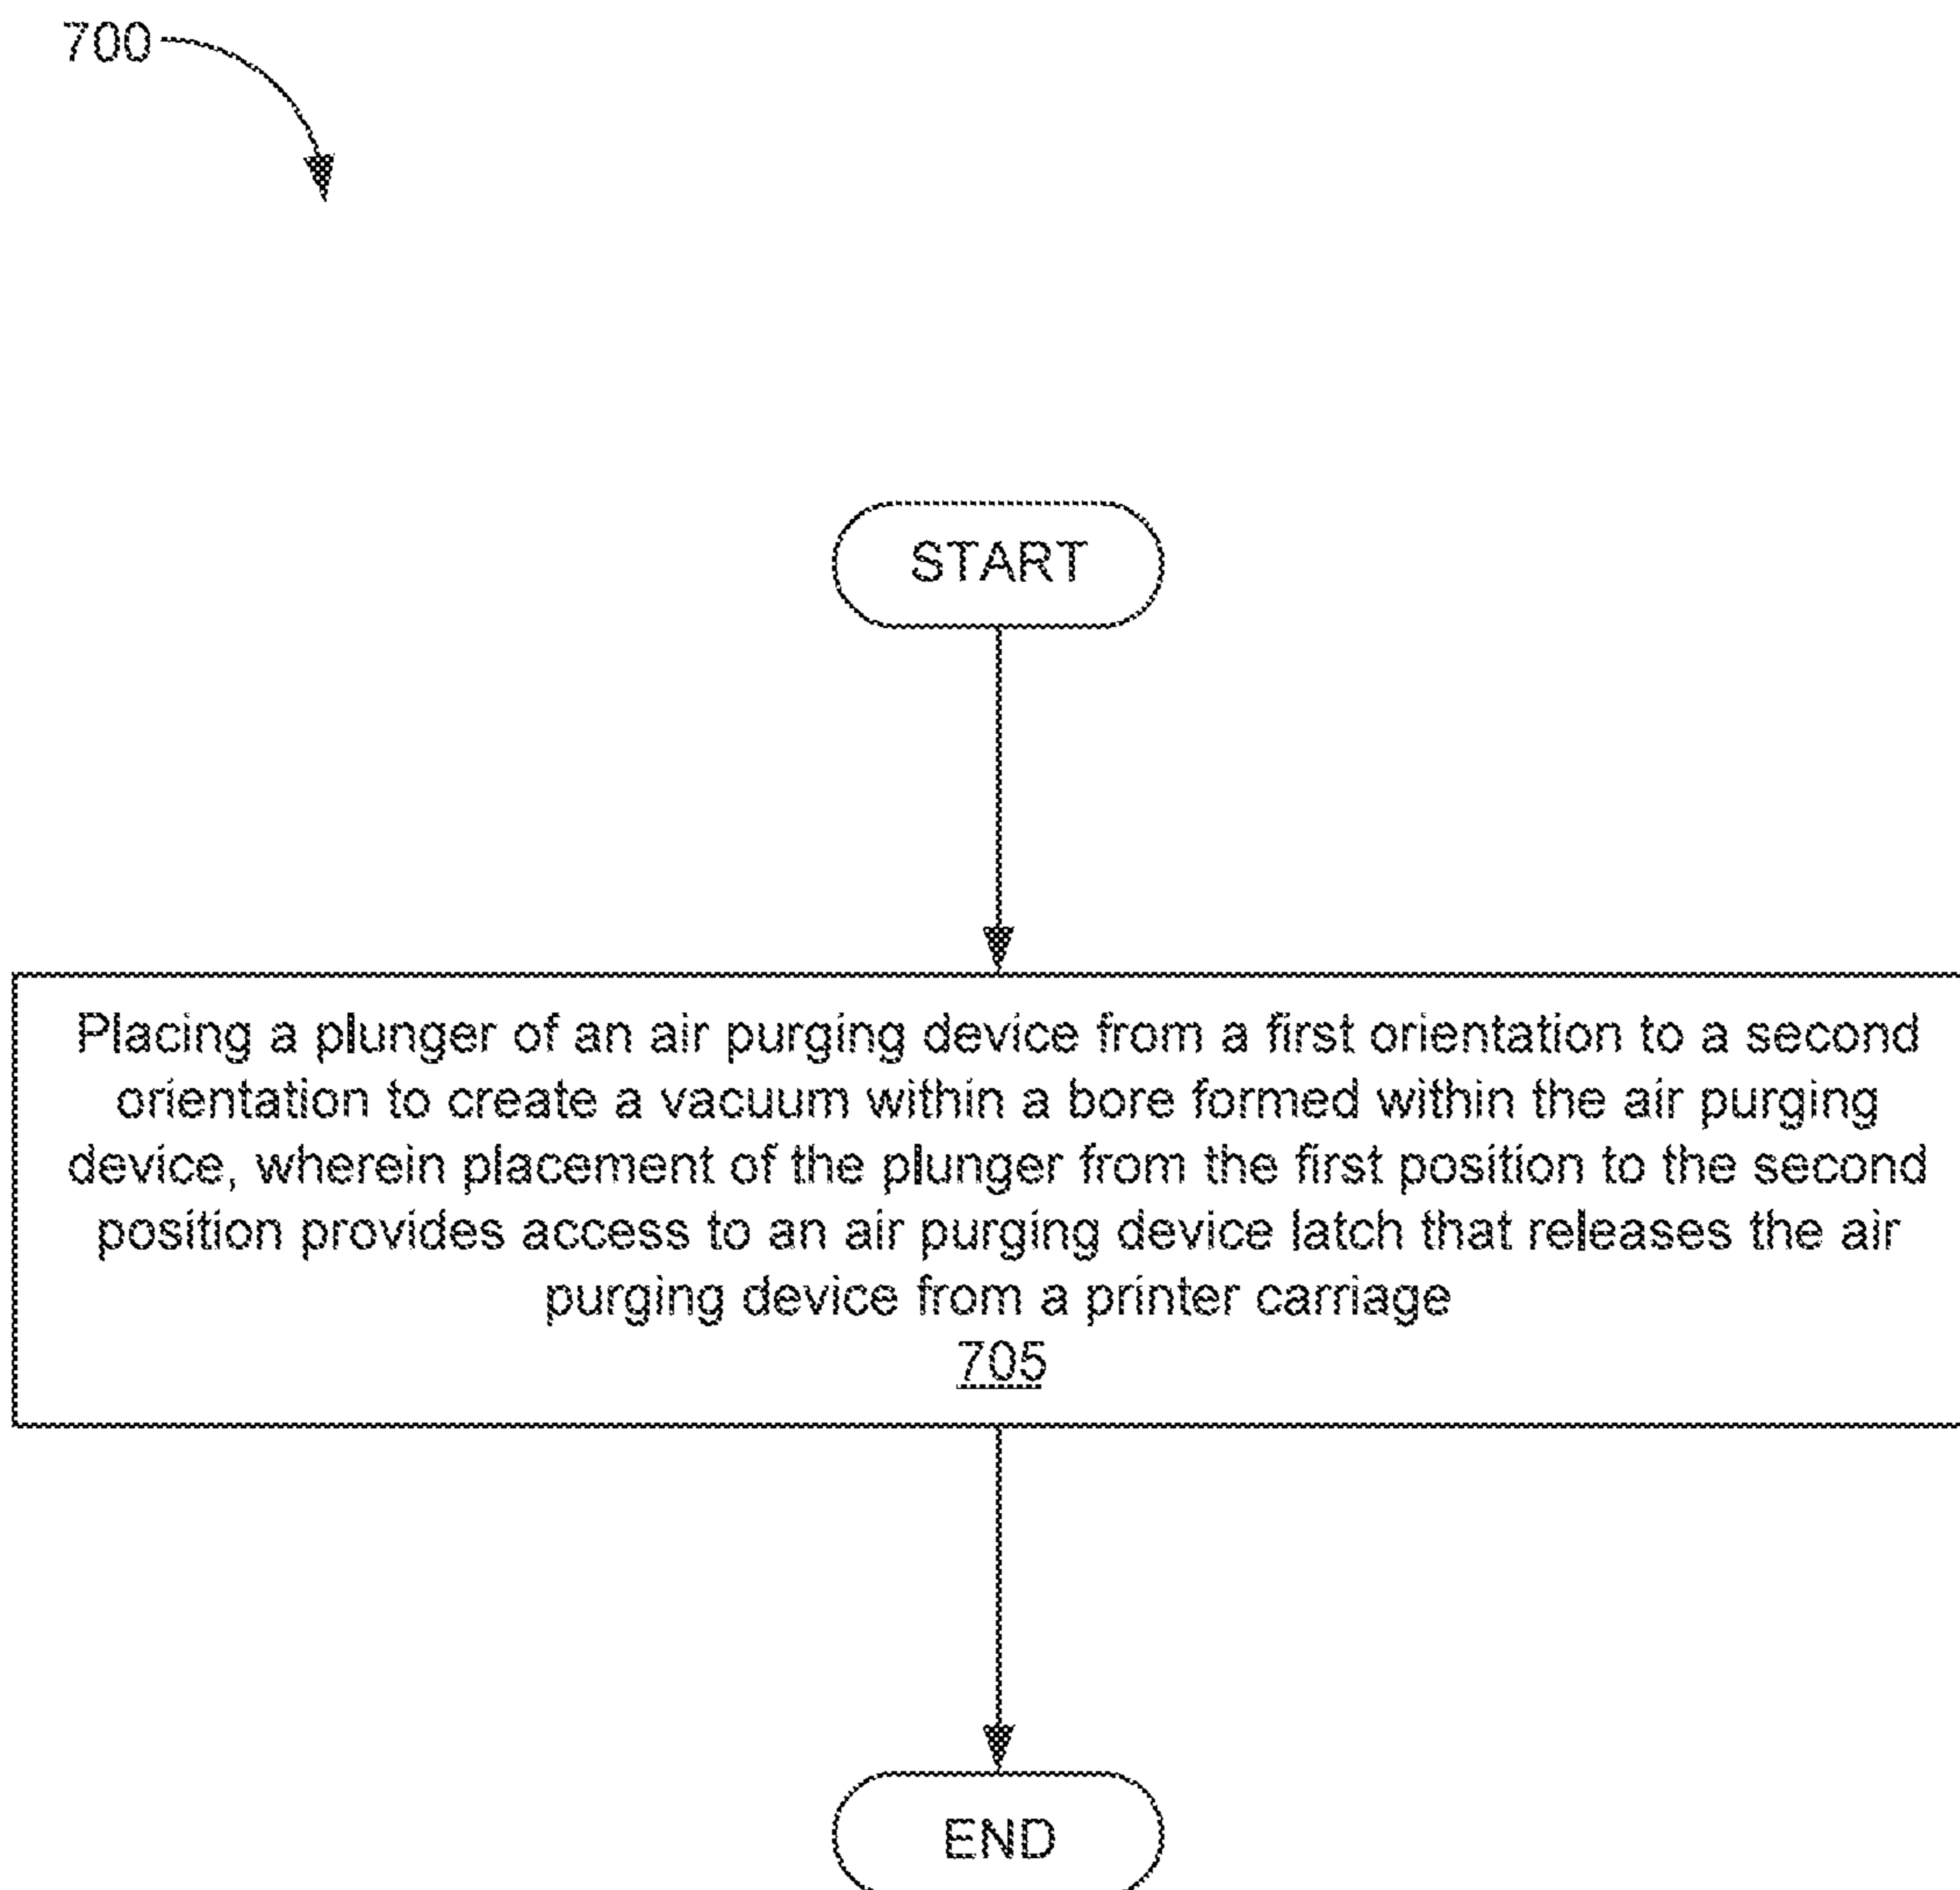 700
START
Placing a plunger of an air purging device from a first orientation to a second
orientation to create a vacuum within a bore formed within the air purging
device, wherein placement of the plunger from the first position to the second
position provides access to an air purging device latch that releases the air
purging device from a printer carriage
705
END